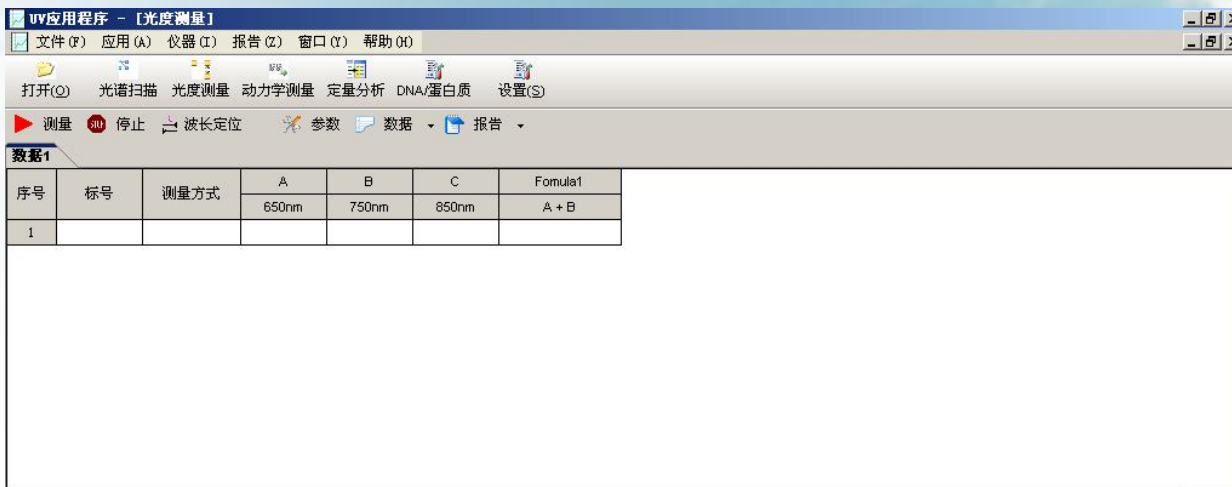 UV应用程序 - [光度测量]
文件(F) 应用(A) 仪器(I) 报告(Z) 窗口(Y) 帮助(H)
打开(O) 光谱扫描 光度测量 动力学测量 定量分析 DNA/蛋白质 设置(S)
测量 停止 波长定位 参数 数据 报告
数据1
序号 标号 测量方式 A B C Fomula1
650nm 750nm 850nm A + B
1